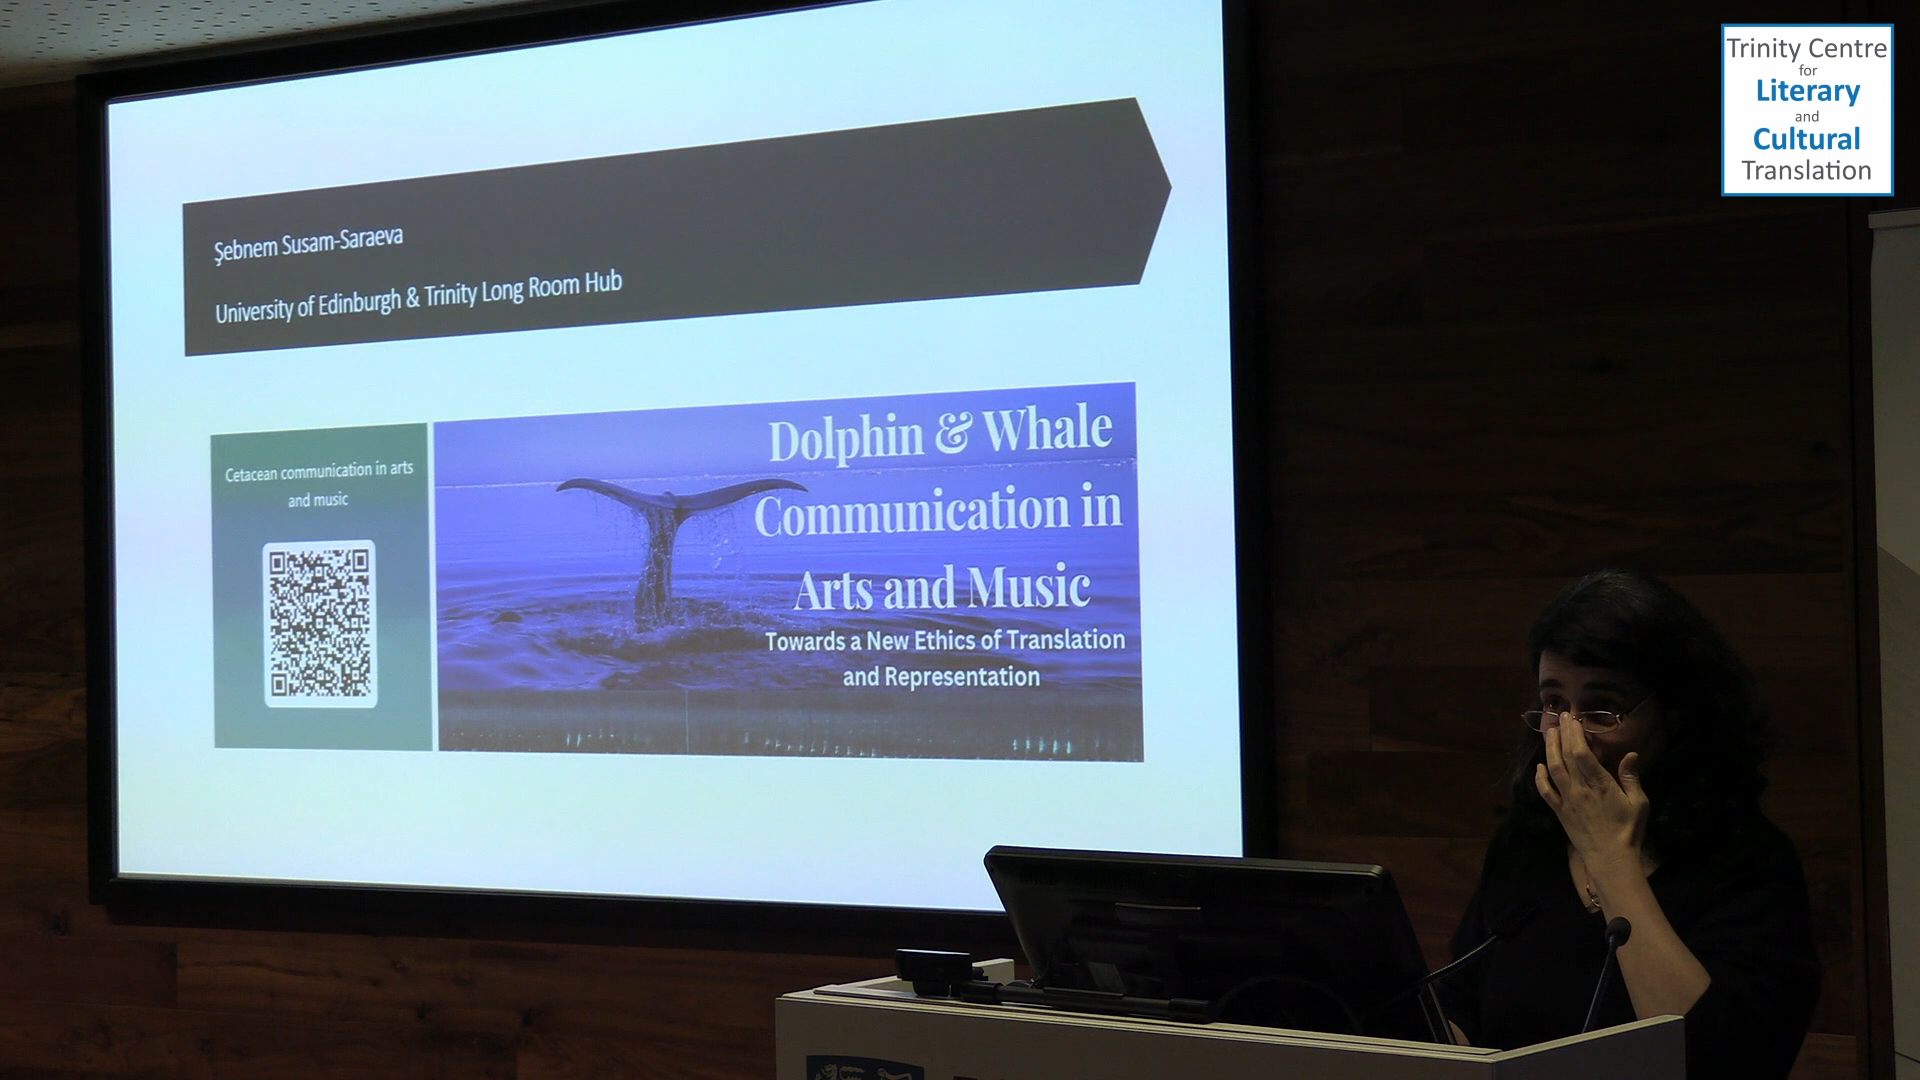 Şebnem Susam-Saraeva
University of Edinburgh & Trinity Long Room Hub
Cetacean communication in arts
and music
Dolphin & Whale
Communication in
Arts and Music
Towards a New Ethics of Translation
and Representation
Trinity Centre
for
Literary
and
Cultural
Translation